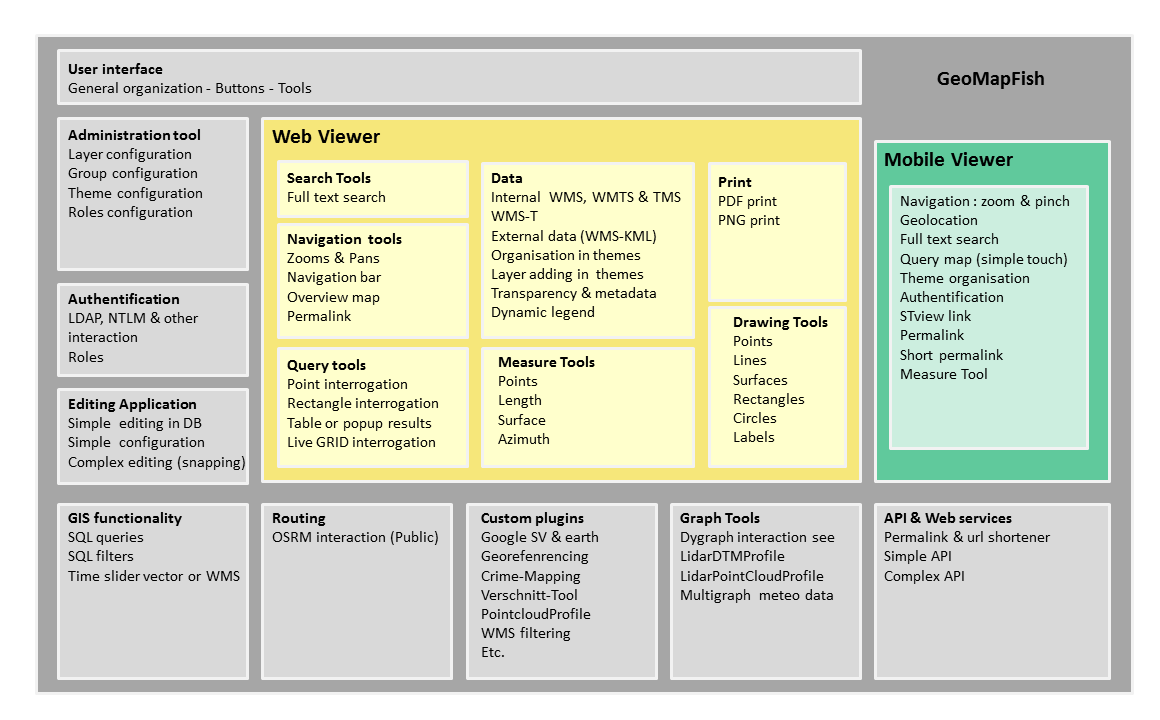 User interface
General organization - Buttons - Tools
GeoMapFish
Administration tool
Layer configuration
Group configuration
Theme configuration
Roles configuration
Authentification
LDAP, NTLM & other
interaction
Roles
Editing Application
Simple editing in DB
Simple configuration
Complex editing (snapping)
Web Viewer
Search Tools
Full text search
Navigation tools
Zooms & Pans
Navigation bar
Overview map
Permalink
Query tools
Point interrogation
Rectangle interrogation
Table or popup results
Live GRID interrogation
Data
Internal WMS, WMTS & TMS
WMS-T
External data (WMS-KML)
Organisation in themes
Layer adding in themes
Transparency & metadata
Dynamic legend
Measure Tools
Points
Length
Surface
Azimuth
Print
PDF print
PNG print
Drawing Tools
Points
Lines
Surfaces
Rectangles
Circles
Labels
Mobile Viewer
Navigation : zoom & pinch
Geolocation
Full text search
Query map (simple touch)
Theme organisation
Authentification
STview link
Permalink
Short permalink
Measure Tool
GIS functionality
SQL queries
SQL filters
Time slider vector or WMS
Routing
OSRM interaction (Public)
Custom plugins
Google SV & earth
Georefenrencing
Crime-Mapping
Verschnitt-Tool
PointcloudProfile
WMS filtering
Etc.
Graph Tools
Dygraph interaction see
LidarDTMProfile
LidarPointCloudProfile
Multigraph meteo data
API & Web services
Permalink & url shortener
Simple API
Complex API